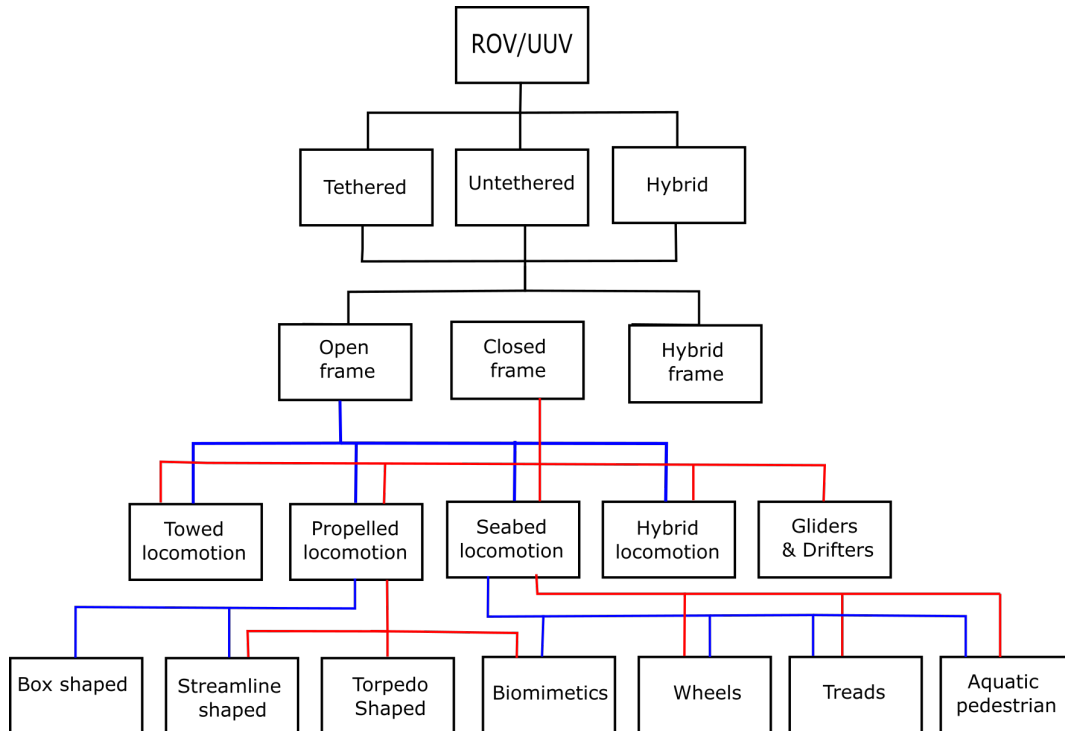 ROV/UUV
Tethered
Untethered
Hybrid
Open
frame
Closed
frame
Hybrid
frame
Towed
locomotion
Propelled
locomotion
Seabed
locomotion
Hybrid
locomotion
Gliders
& Drifters
Box shaped
Streamline
shaped
Torpedo
Shaped
Biomimetics
Wheels
Treads
Aquatic
pedestrian